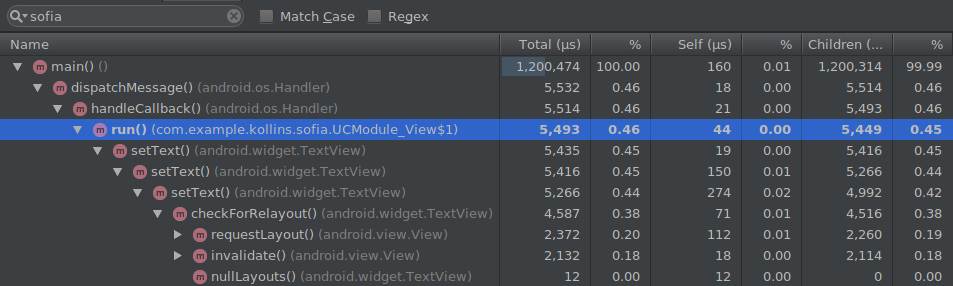 sofia Match Case Regex
Name Total (µs) % Self (µs) % Children (... %
m main() () 1,200,474 100.00 160 0.01 1,200,314 99.99
m dispatchMessage() (android.os.Handler) 5,532 0.46 18 0.00 5,514 0.46
m handleCallback() (android.os.Handler) 5,514 0.46 21 0.00 5,493 0.46
m run() (com.example.kollins.sofia.UCModule_View$1) 5,493 0.46 44 0.00 5,449 0.45
m setText() (android.widget.TextView) 5,435 0.45 19 0.00 5,416 0.45
m setText() (android.widget.TextView) 5,416 0.45 150 0.01 5,266 0.44
m setText() (android.widget.TextView) 5,266 0.44 274 0.02 4,992 0.42
m checkForRelayout() (android.widget.TextView) 4,587 0.38 71 0.01 4,516 0.38
m requestLayout() (android.view.View) 2,372 0.20 112 0.01 2,260 0.19
m invalidate() (android.view.View) 2,132 0.18 18 0.00 2,114 0.18
m nullLayouts() (android.widget.TextView) 12 0.00 12 0.00 0 0.00